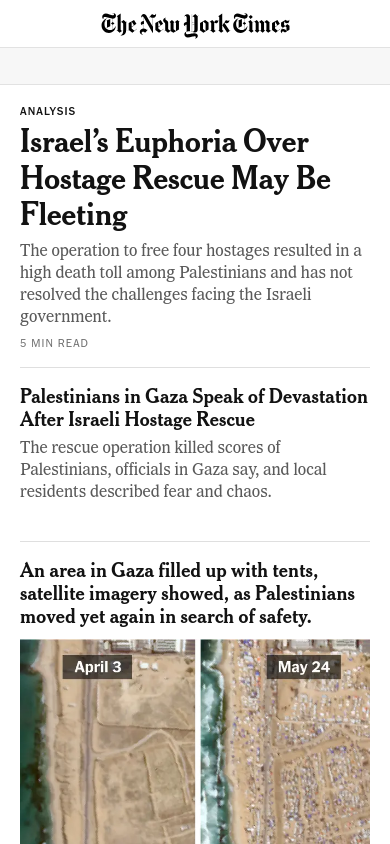 The New York Times
ANALYSIS
Israel’s Euphoria Over
Hostage Rescue May Be
Fleeting
The operation to free four hostages resulted in a
high death toll among Palestinians and has not
resolved the challenges facing the Israeli
government.
5 MIN READ
Palestinians in Gaza Speak of Devastation
After Israeli Hostage Rescue
The rescue operation killed scores of
Palestinians, officials in Gaza say, and local
residents described fear and chaos.
An area in Gaza filled up with tents,
satellite imagery showed, as Palestinians
moved yet again in search of safety.
April 3
May 24